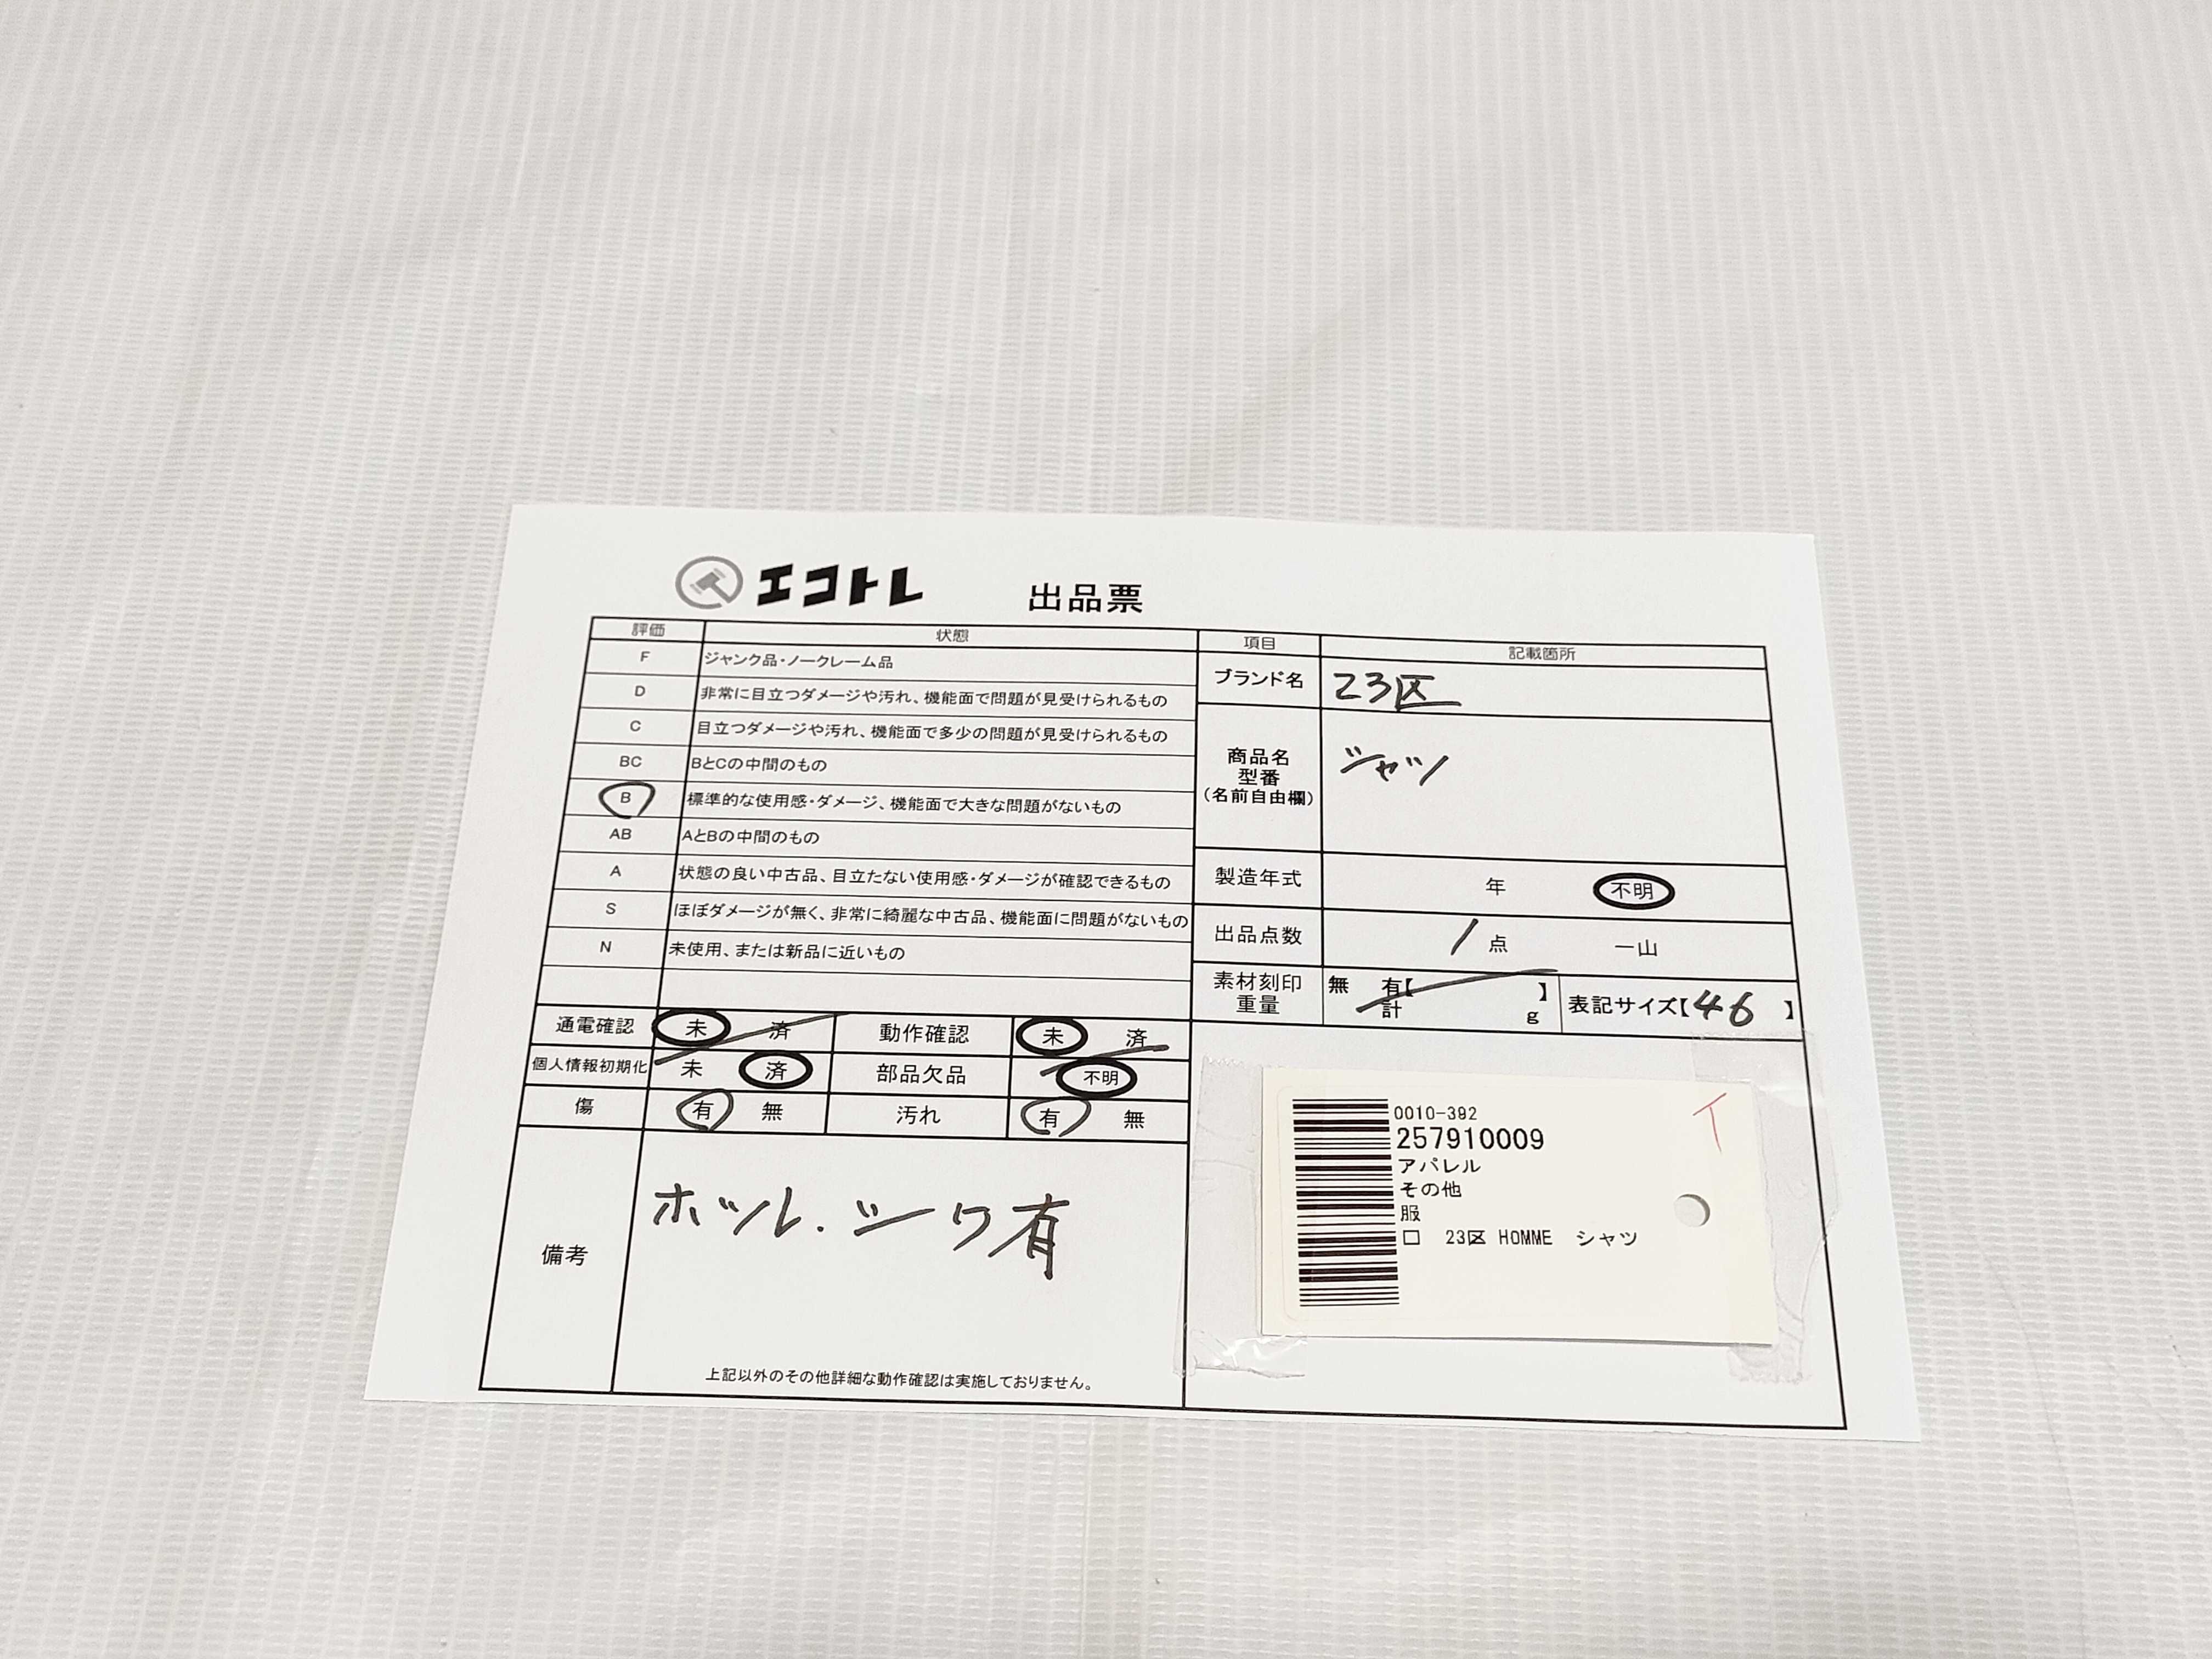 エコトレ 出品票
評価 状態
F ジャンク品・ノークレーム品
D 非常に目立つダメージや汚れ、機能面で問題が見受けられるもの
C 目立つダメージや汚れ、機能面で多少の問題が見受けられるもの
BC BとCの中間のもの
B 標準的な使用感・ダメージ、機能面で大きな問題がないもの
AB AとBの中間のもの
A 状態の良い中古品、目立たない使用感・ダメージが確認できるもの
S ほぼダメージが無く、非常に綺麗な中古品、機能面に問題がないもの
N 未使用、または新品に近いもの
通電確認 未 済 動作確認 未 済
個人情報初期化 未 済 部品欠品 不明
傷 有 無 汚れ 有 無
備考
ホツレ.シワ有
上記以外のその他詳細な動作確認は実施しておりません。
項目 記載箇所
ブランド名 23区
商品名
型番
(名前自由欄)
シャツ
製造年式 年 不明
出品点数 1 点 一山
素材刻印 無 有【 】
重量 計 g
表記サイズ【46 】
0010-392
257910009
アパレル
その他
服
□ 23区 HOMME シャツ